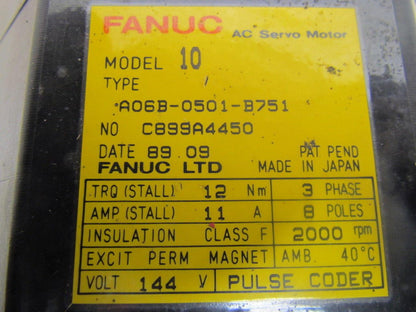 FANUC AC Servo Motor
MODEL 10
TYPE
A06B-0501-B751
NO C899A4450
DATE 89.09 PAT PEND
FANUC LTD MADE IN JAPAN
TRQ (STALL) 12 Nm 3 PHASE
AMP (STALL) 11 A 8 POLES
INSULATION CLASS F 2000 rpm
EXCIT PERM MAGNET AMB. 40°C
VOLT 144 V PULSE CODER